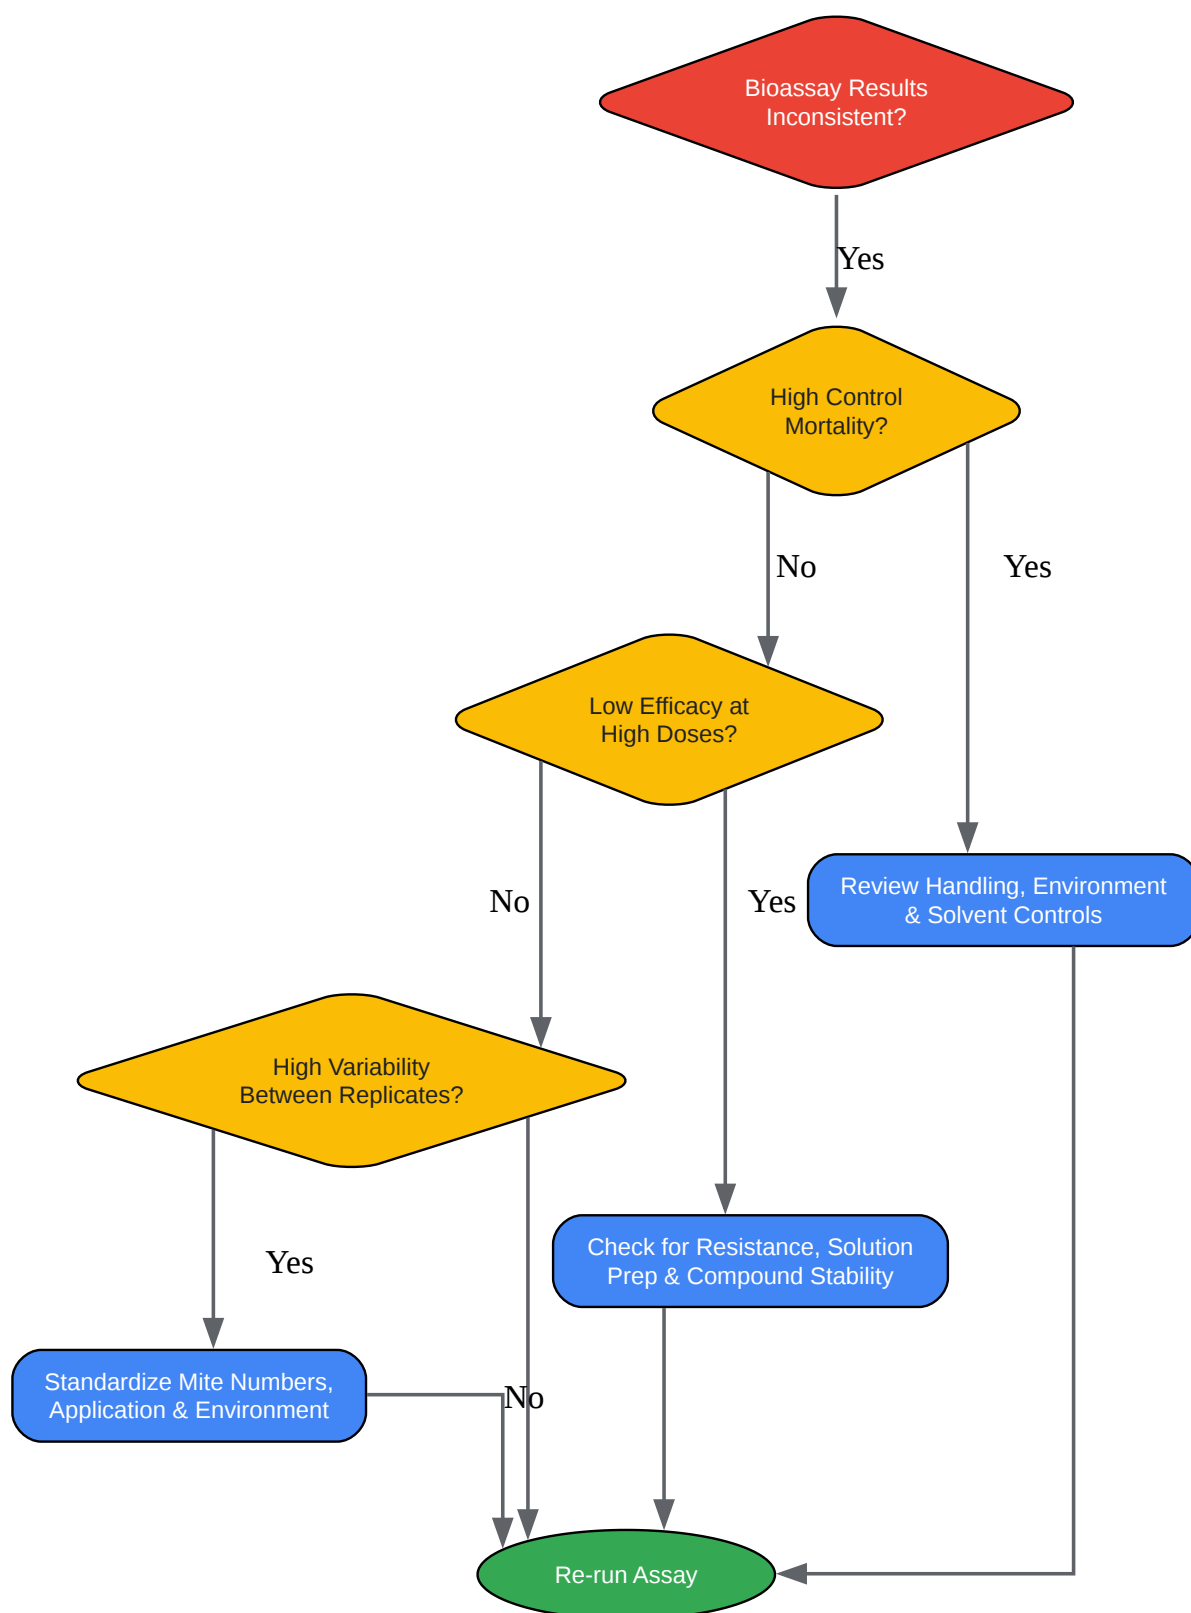 Bioassay Results
Inconsistent?
Yes
High Control
Mortality?
No
Yes
Low Efficacy at
High Doses?
No
Yes
Review Handling, Environment
& Solvent Controls
High Variability
Between Replicates?
Yes
Check for Resistance, Solution
Prep & Compound Stability
Standardize Mite Numbers,
Application & Environment
No
Re-run Assay